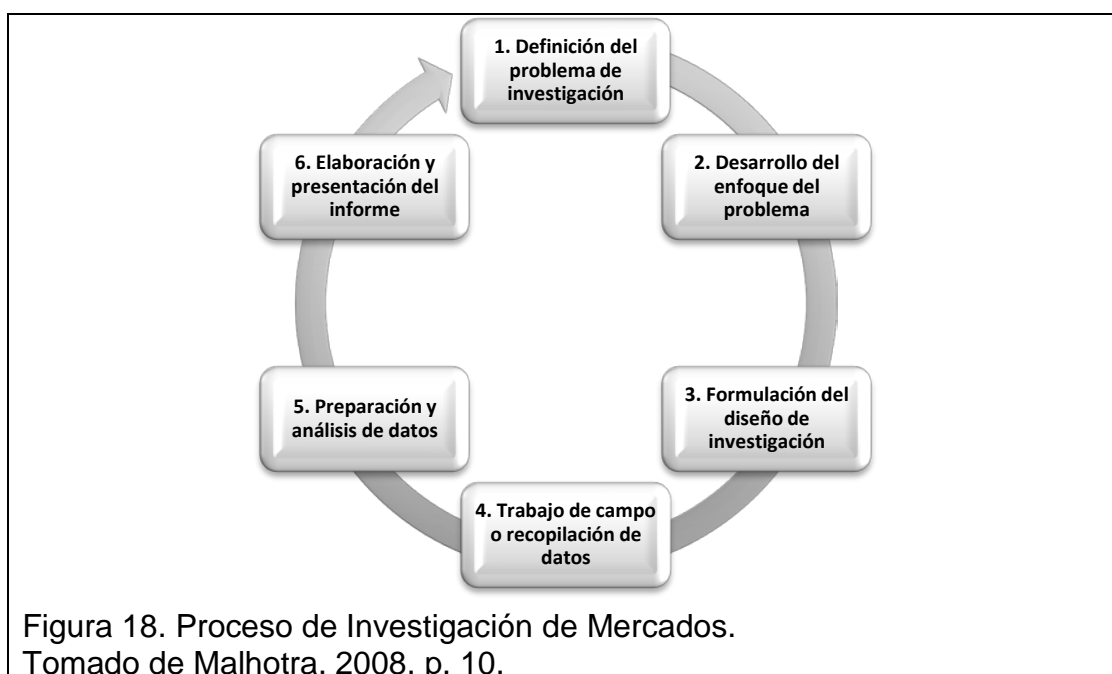 1. Definición del
problema de
investigación
2. Desarrollo del
enfoque del
problema
3. Formulación del
diseño de
investigación
4. Trabajo de campo
o recopilación de
datos
5. Preparación y
análisis de datos
6. Elaboración y
presentación del
informe
Figura 18. Proceso de Investigación de Mercados.
Tomado de Malhotra, 2008, p. 10.